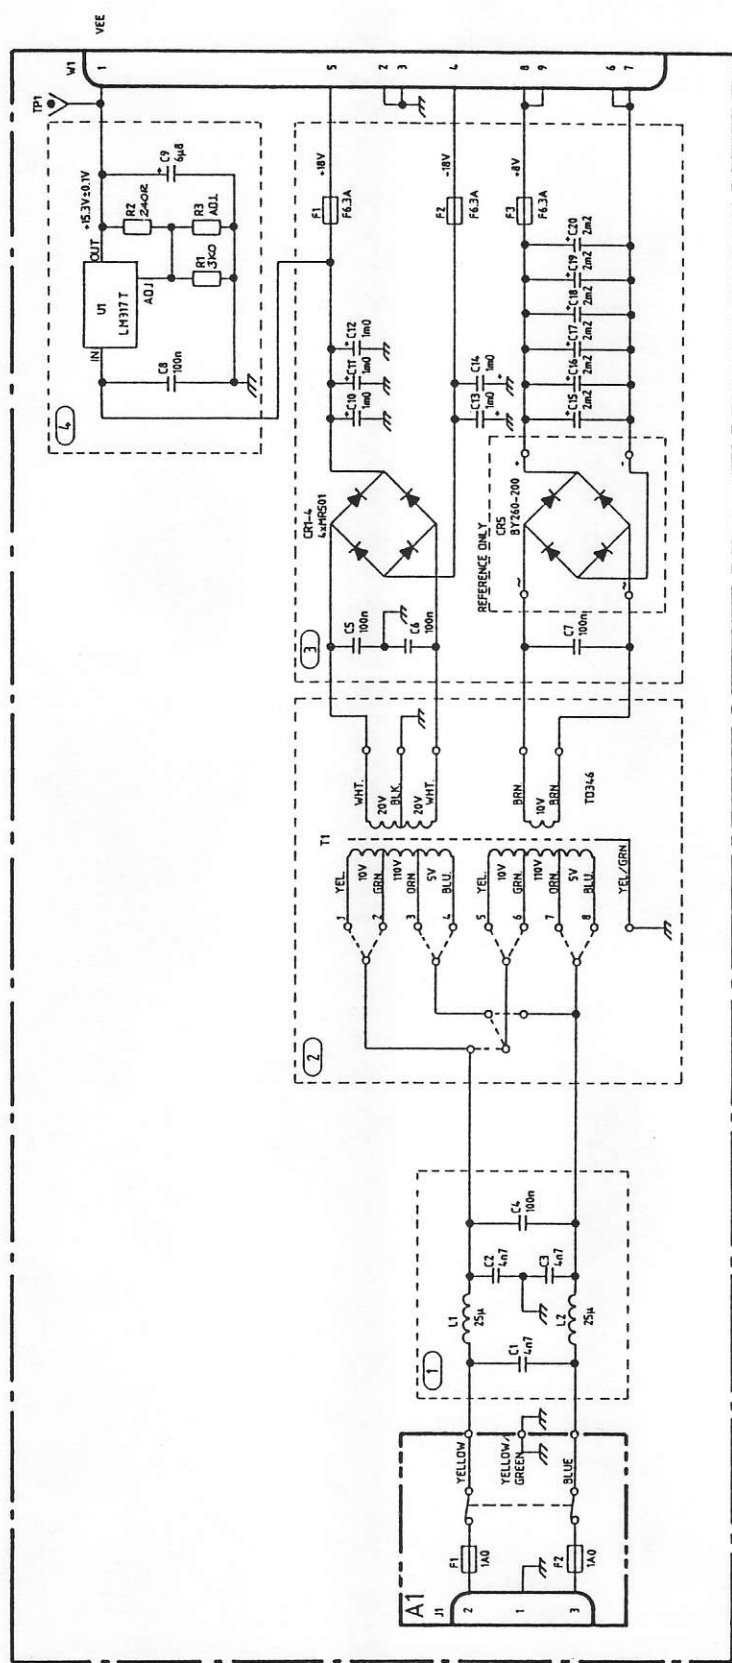 A1
J1
2
1
3
F1
1A0
F2
1A0
YELLOW
YELLOW/
GREEN
BLUE
1
L1
25µ
L2
25µ
C1
4n7
C2
4n7
C3
4n7
C4
100n
2
T1
1 YEL.
10V
2 GRN.
110V
3 ORN.
5V
4 BLU.
5 YEL.
10V
6 GRN.
110V
7 ORN.
5V
8 BLU.
YEL/GRN.
WHT.
20V
BLK.
20V
WHT.
BRN.
10V
BRN.
TD346
3
C5
100n
C6
100n
C7
100n
CR1-4
4xMR501
REFERENCE ONLY
CR5
BY260-200
~
~
+
-
+C10
1m0
+C11
1m0
+C12
1m0
C13
1m0
+
C14
1m0
+
+C15
2m2
+C16
2m2
+C17
2m2
+C18
2m2
+C19
2m2
+C20
2m2
F1
F6.3A
+18V
F2
F6.3A
-18V
F3
F6.3A
+8V
4
IN
U1
LM317T
OUT
ADJ
C8
100n
+15.3V±0.1V
R2
240R
R1
3K0
R3
ADJ.
+ C9
6µ8
TP1
W1
VEE
1
5
2
3
4
8
9
6
7